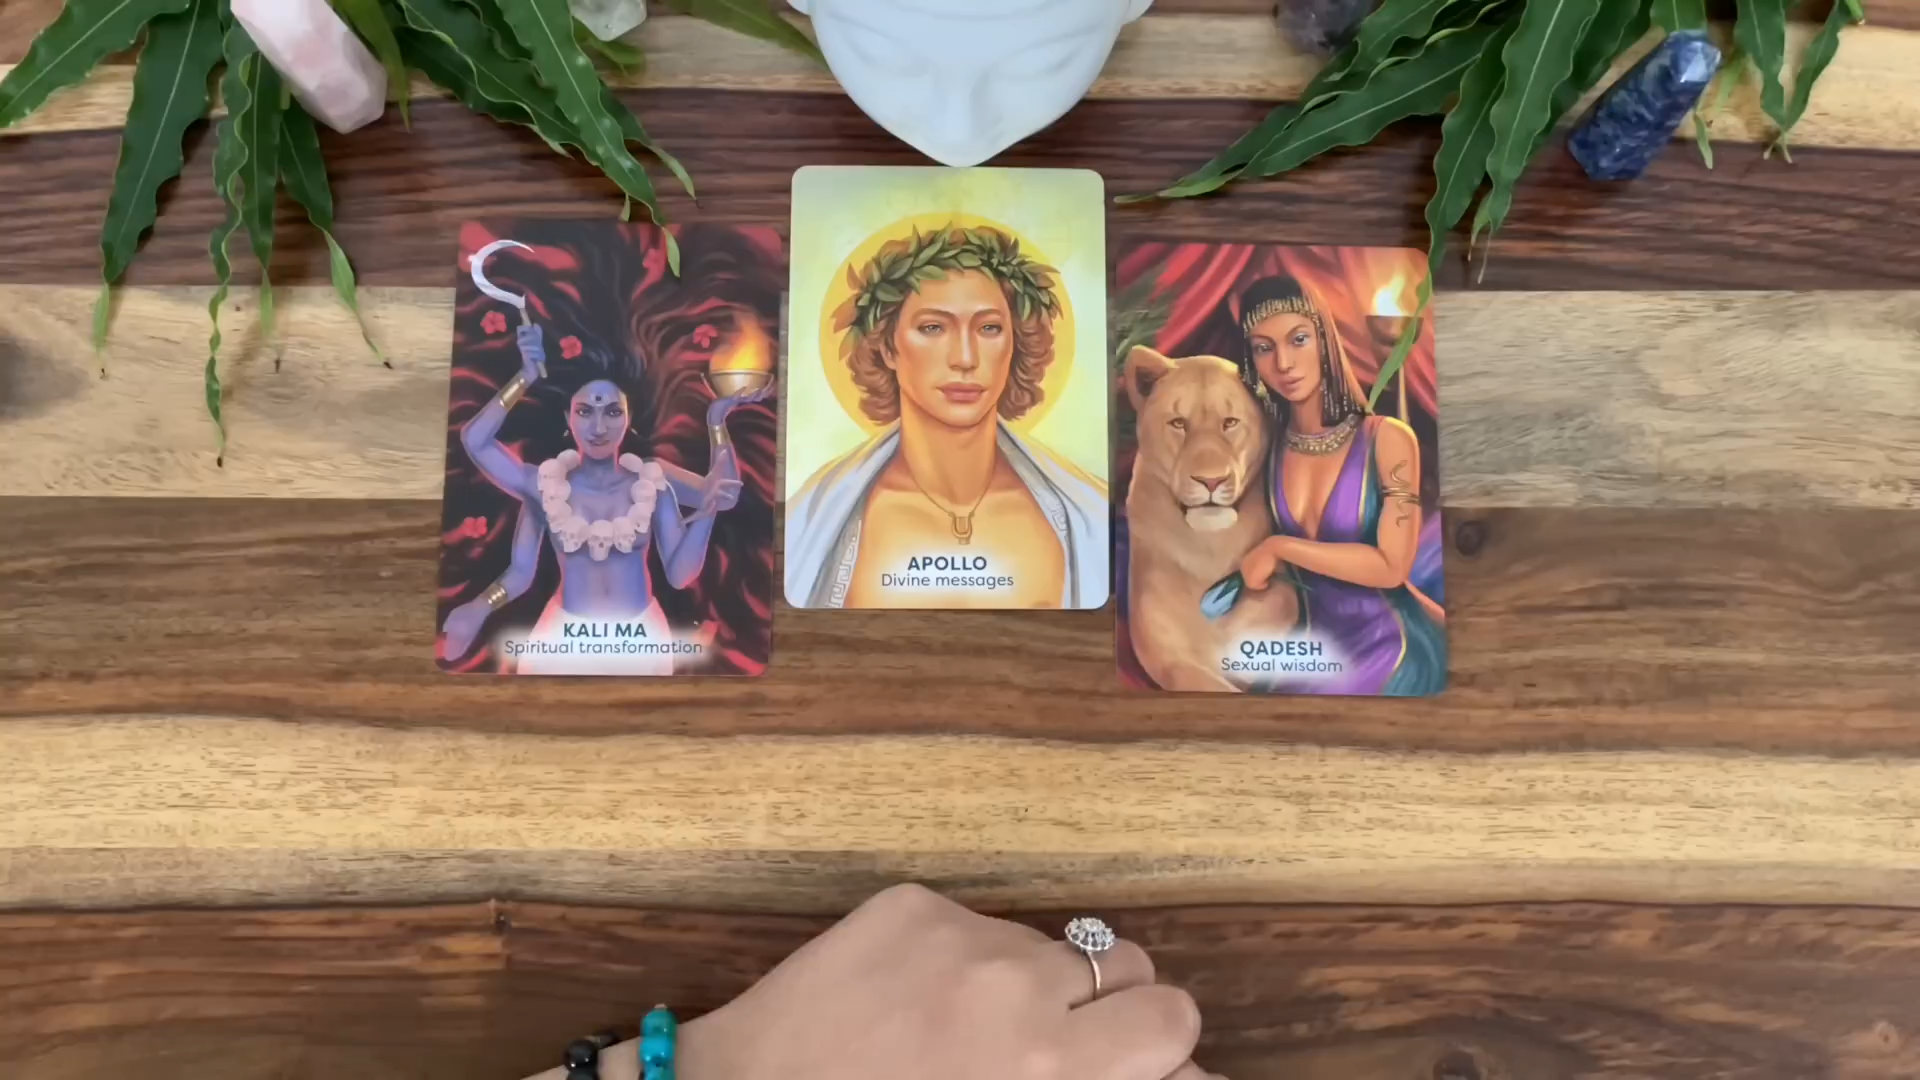 KALI MA
Spiritual transformation
APOLLO
Divine messages
QADESH
Sexual wisdom